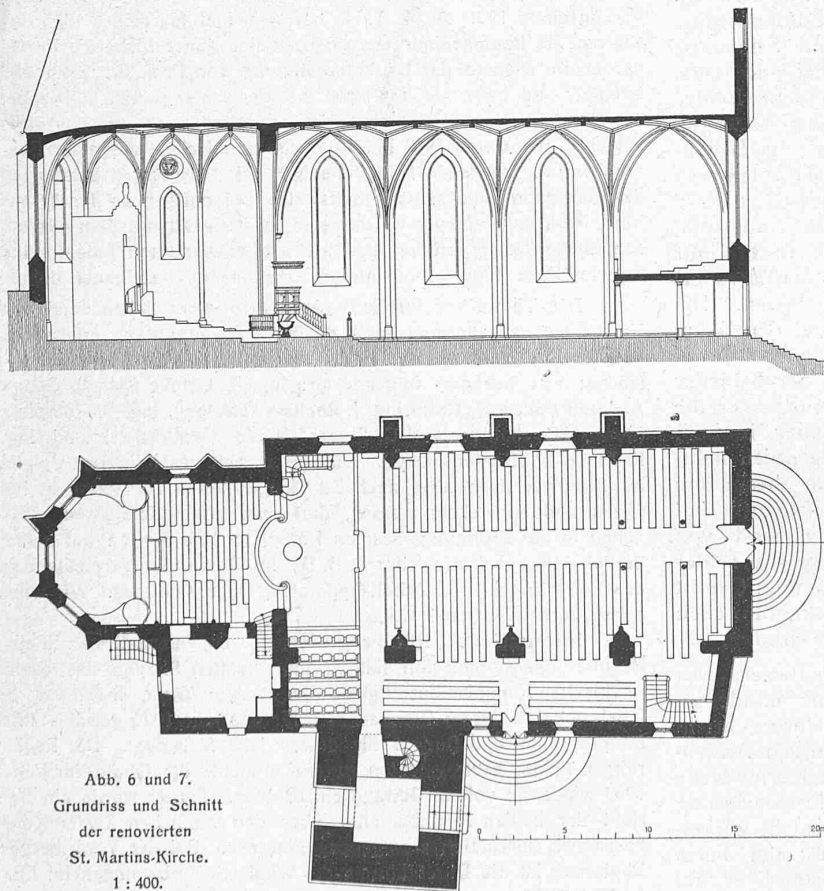 Abb. 6 und 7.
Grundriss und Schnitt
der renovierten
St. Martins-Kirche.
1 : 400.
0 5 10 15 20m